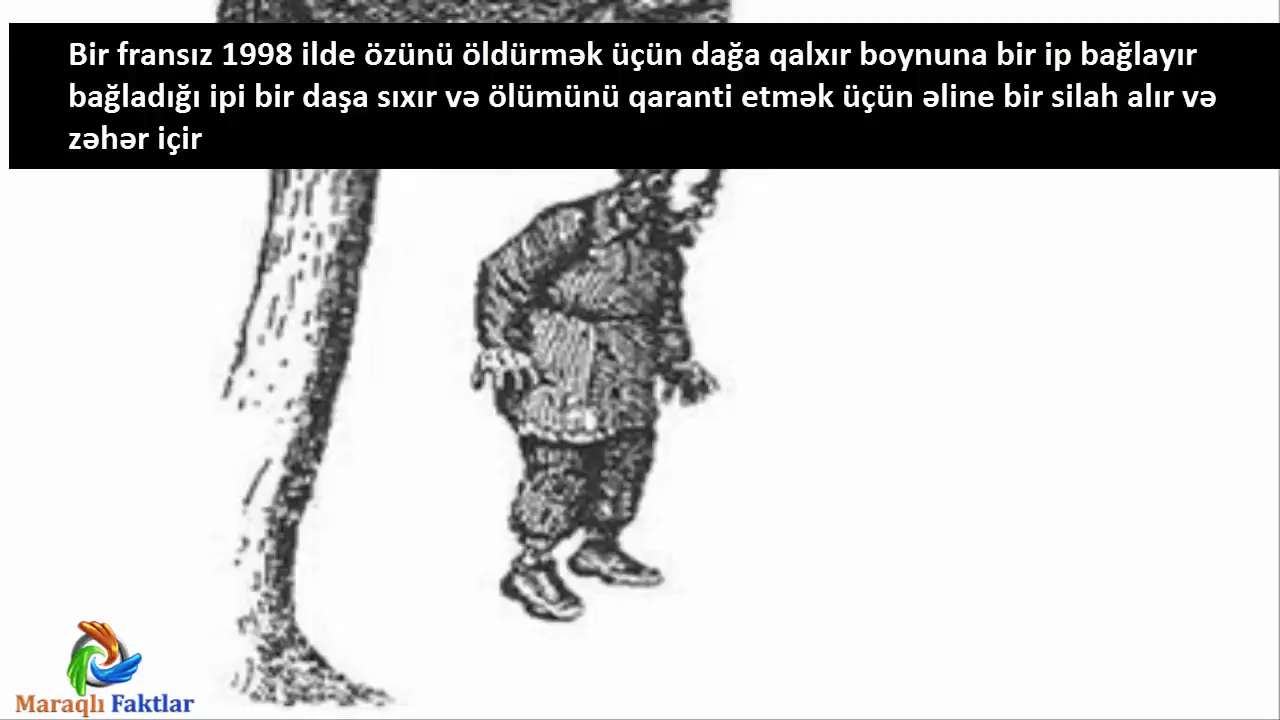 Bir fransız 1998 ilde özünü öldürmək üçün dağa qalxır boynuna bir ip bağlayır
bağladığı ipi bir daşa sıxır və ölümünü qaranti etmək üçün əline bir silah alır və
zəhər içir
Maraqlı Faktlar